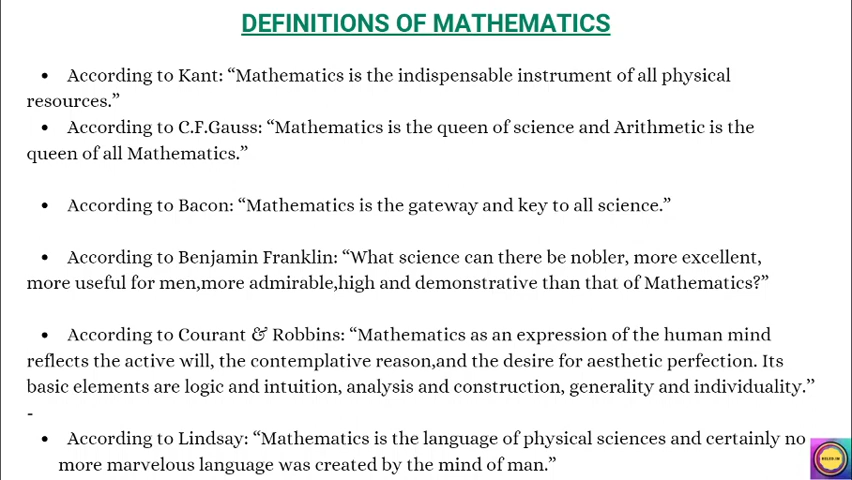 DEFINITIONS OF MATHEMATICS
• According to Kant: “Mathematics is the indispensable instrument of all physical
resources.”
• According to C.F.Gauss: “Mathematics is the queen of science and Arithmetic is the
queen of all Mathematics.”
• According to Bacon: “Mathematics is the gateway and key to all science.”
• According to Benjamin Franklin: “What science can there be nobler, more excellent,
more useful for men,more admirable,high and demonstrative than that of Mathematics?”
• According to Courant & Robbins: “Mathematics as an expression of the human mind
reflects the active will, the contemplative reason,and the desire for aesthetic perfection. Its
basic elements are logic and intuition, analysis and construction, generality and individuality.”
-
• According to Lindsay: “Mathematics is the language of physical sciences and certainly no
more marvelous language was created by the mind of man.”